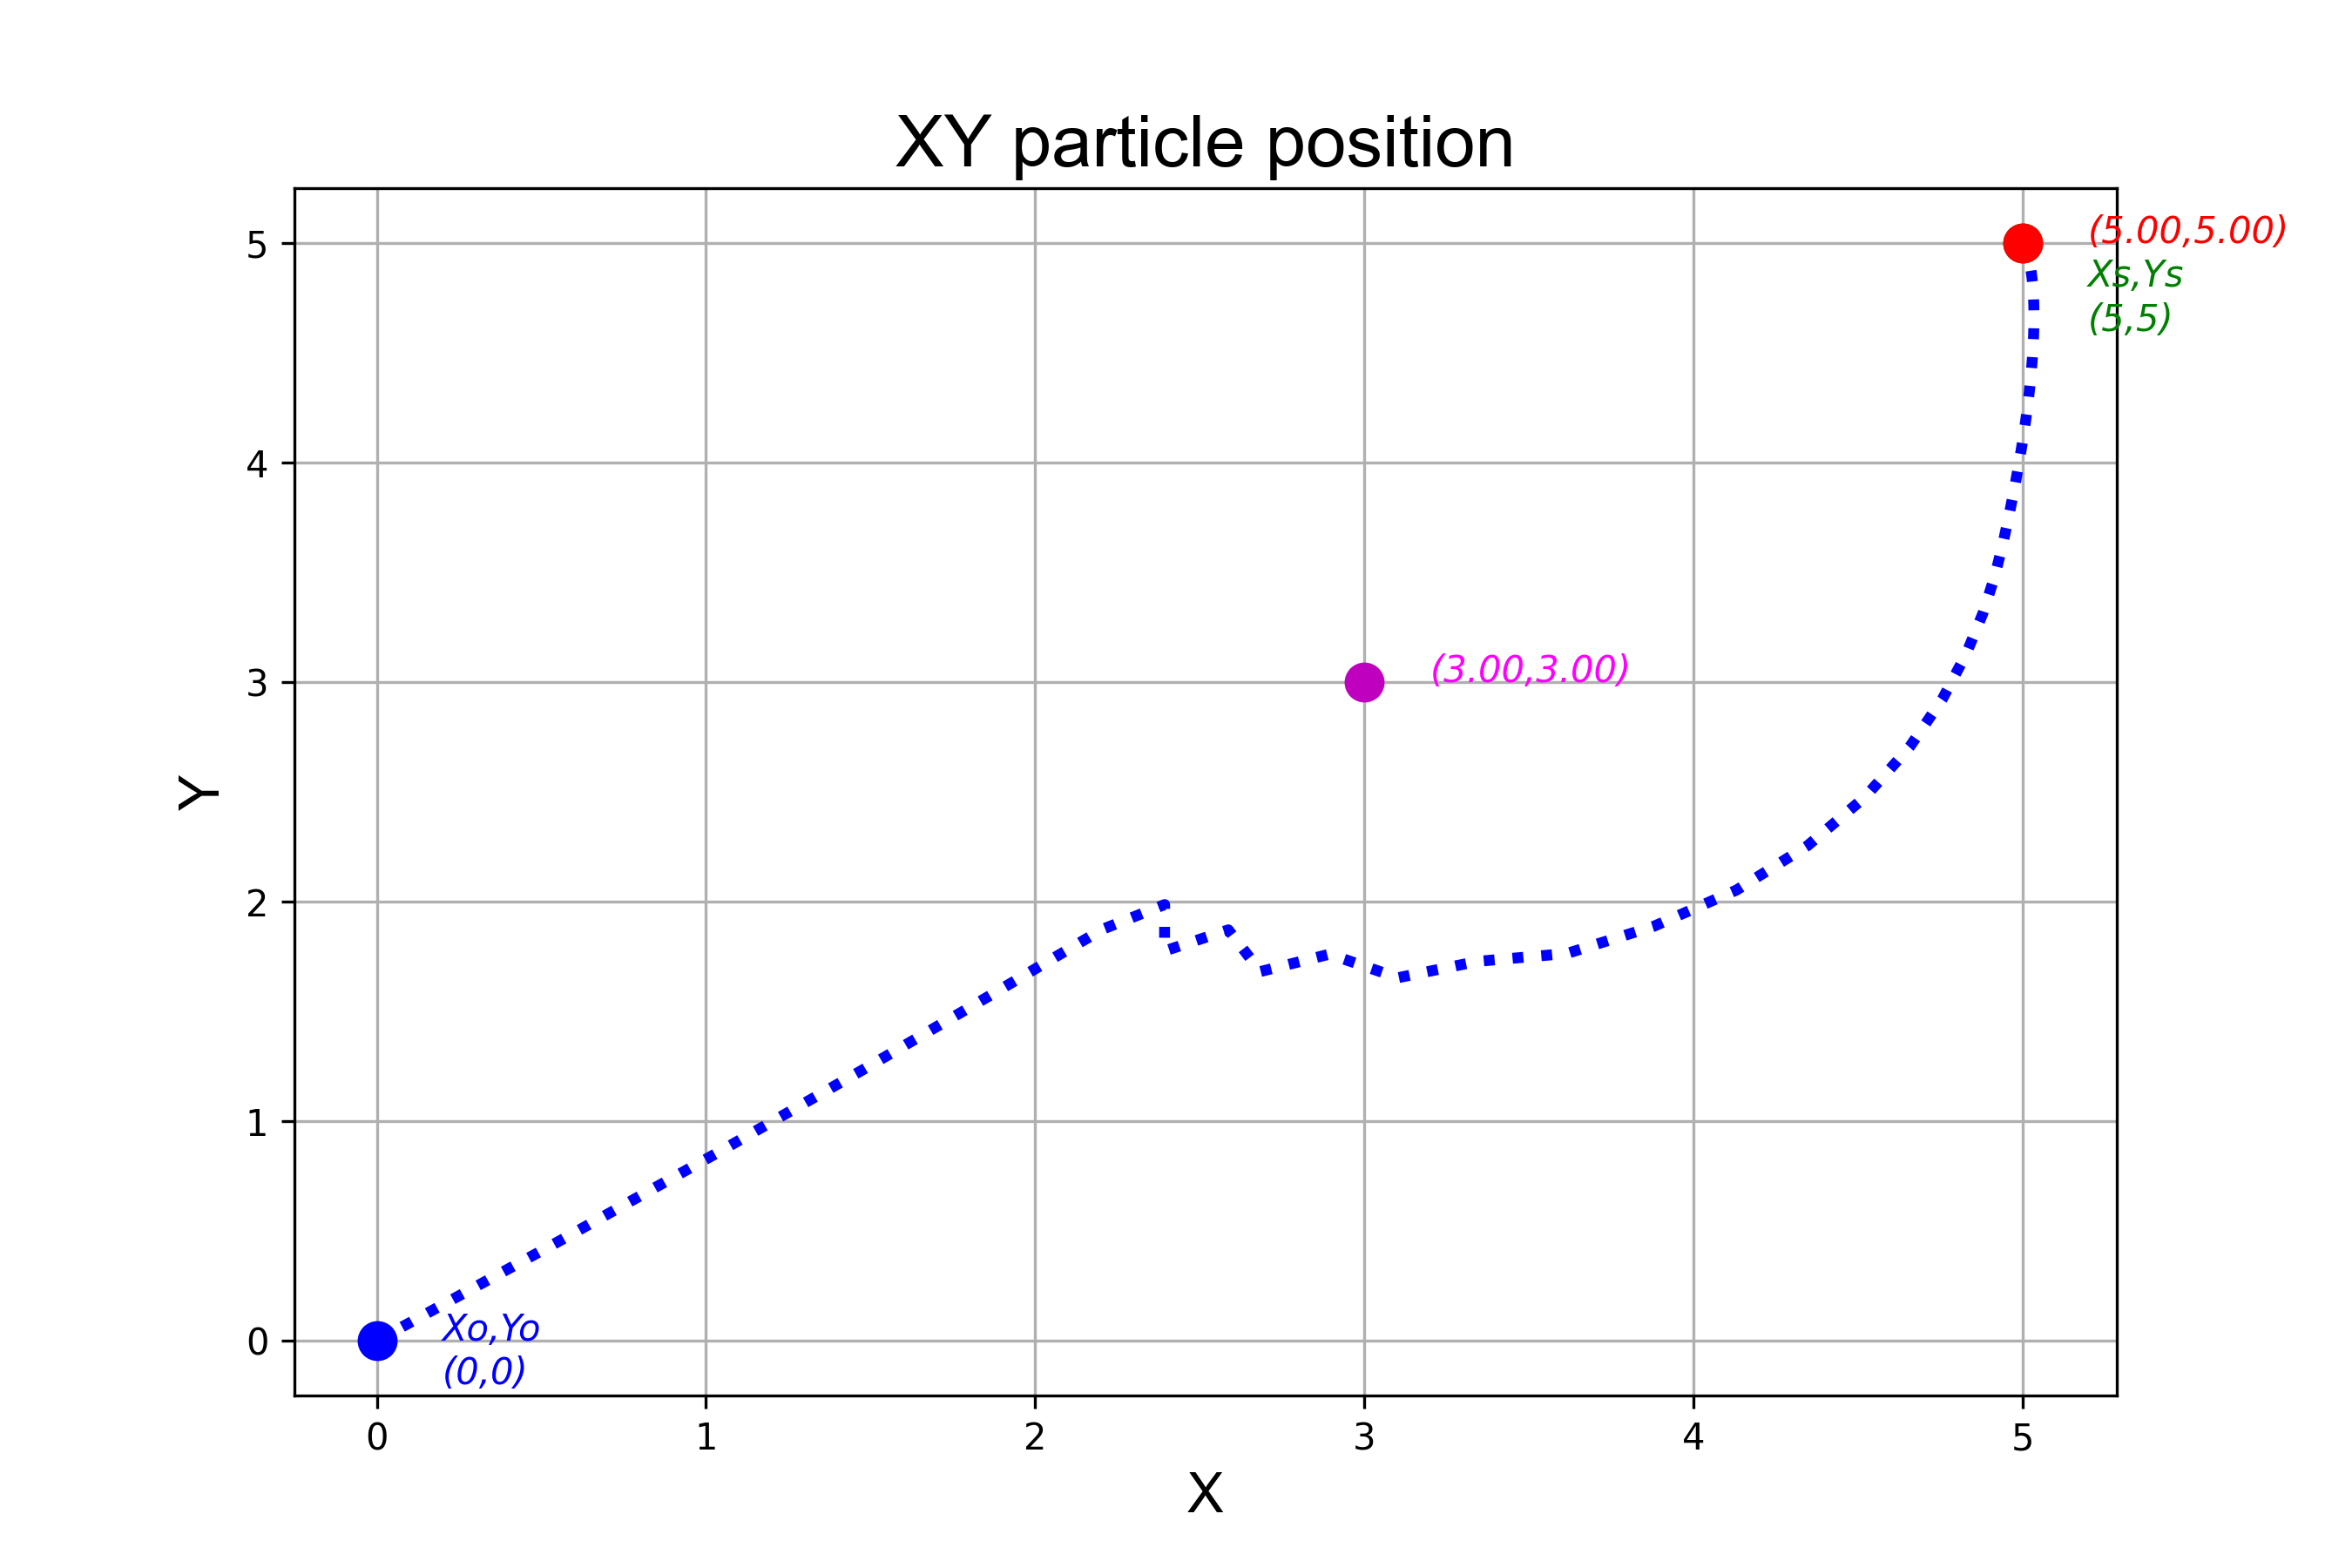 XY particle position
(5.00,5.00)
Xs,Ys
(5,5)
(3.00,3.00)
Xo,Yo
(0,0)
5
4
3
2
1
0
Y
0 1 2 3 4 5
X